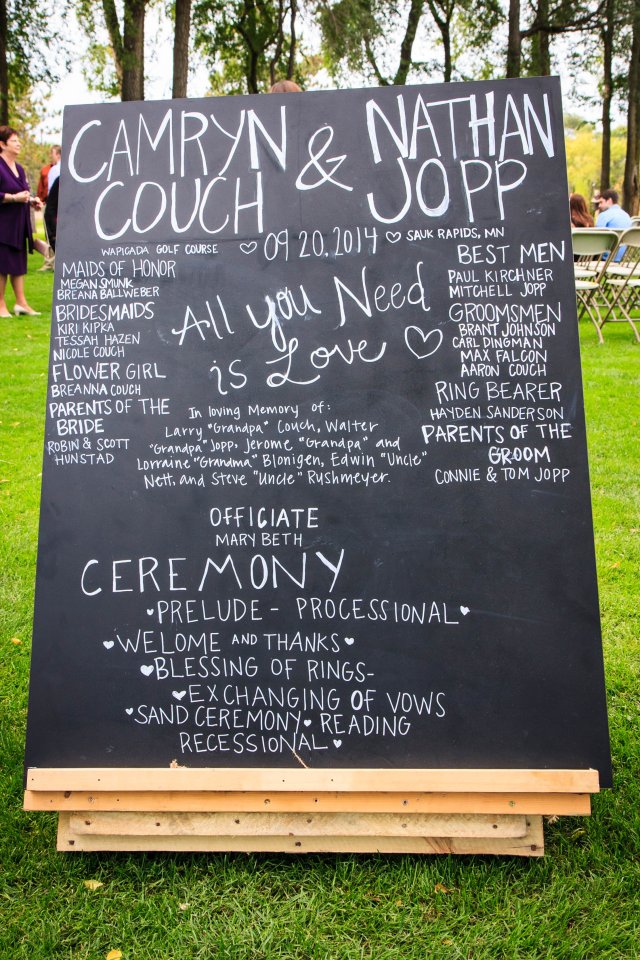 CAMRYN & NATHAN
COUCH JOPP
WAPIGADA GOLF COURSE ♡ 09.20.2014 ♡ SAUK RAPIDS, MN
MAIDS OF HONOR
MEGAN SMUNK
BREANA BALLWEBER
BRIDESMAIDS
KIRI KIPKA
TESSAH HAZEN
NICOLE COUCH
FLOWER GIRL
BREANNA COUCH
PARENTS OF THE
BRIDE
ROBIN & SCOTT
HUNSTAD
All you Need
is Love ♡
In loving Memory of:
Larry "Grandpa" Couch, Walter
"Grandpa" Jopp, Jerome "Grandpa" and
Lorraine "Grandma" Blonigen, Edwin "Uncle"
Nett, and Steve "Uncle" Rushmeyer.
BEST MEN
PAUL KIRCHNER
MITCHELL JOPP
GROOMSMEN
BRANT JOHNSON
CARL DINGMAN
MAX FALCON
AARON COUCH
RING BEARER
HAYDEN SANDERSON
PARENTS OF THE
GROOM
CONNIE & TOM JOPP
OFFICIATE
MARY BETH
CEREMONY
♥PRELUDE - PROCESSIONAL♥
♥WELOME AND THANKS♥
♥BLESSING OF RINGS-
♥EXCHANGING OF VOWS
♥SAND CEREMONY♥ READING
RECESSIONAL♥